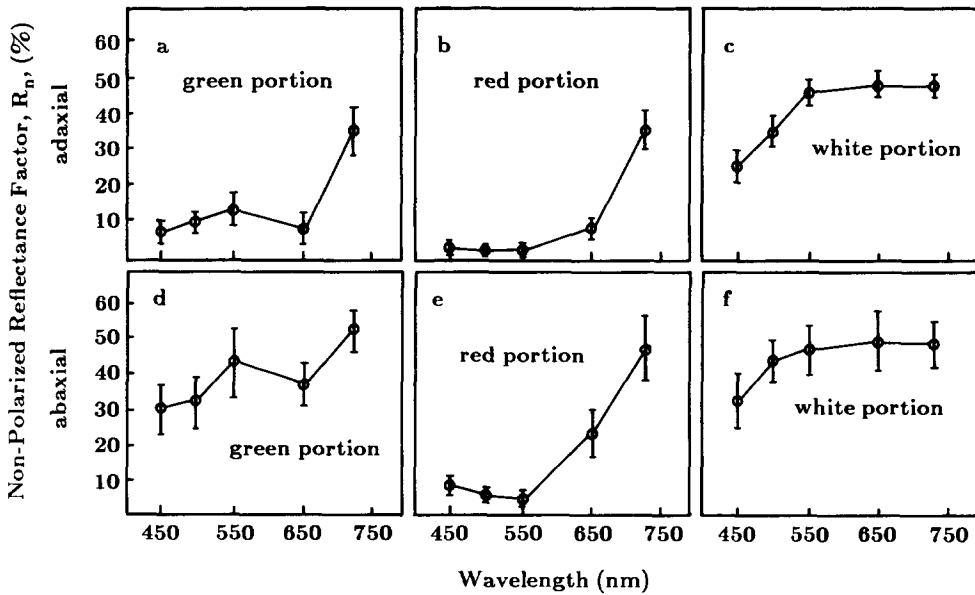 Non-Polarized Reflectance Factor, Rn, (%)
adaxial
abaxial
60
50
40
30
20
10
a
green portion
b
red portion
c
white portion
60
50
40
30
20
10
d
green portion
e
red portion
f
white portion
450 550 650 750
450 550 650 750
450 550 650 750
Wavelength (nm)